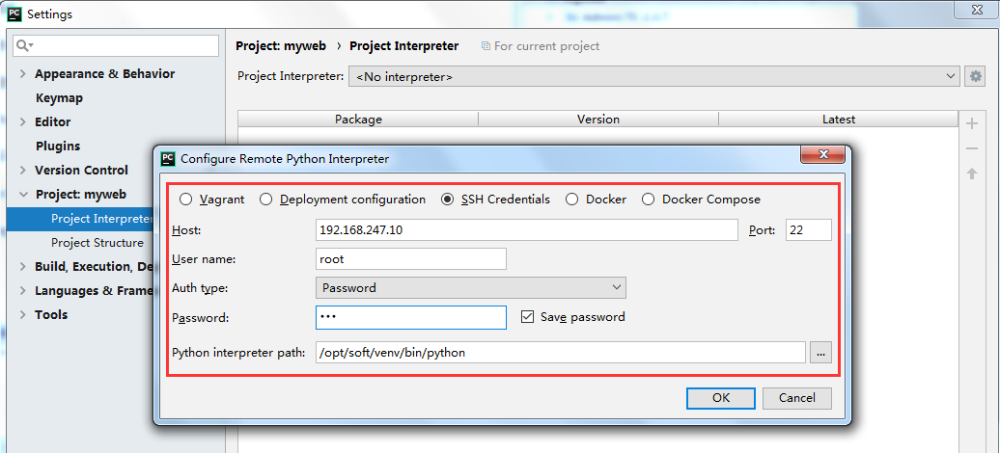 PC Settings
Project: myweb › Project Interpreter For current project
Project Interpreter: <No interpreter>
Appearance & Behavior
Keymap
Editor
Plugins
Version Control
Project: myweb
Project Interpreter
Project Structure
Build, Execution, De
Languages & Frame
Tools
Package Version Latest
PC Configure Remote Python Interpreter
Vagrant Deployment configuration SSH Credentials Docker Docker Compose
Host: 192.168.247.10 Port: 22
User name: root
Auth type: Password
Password: ••• Save password
Python interpreter path: /opt/soft/venv/bin/python ...
OK Cancel